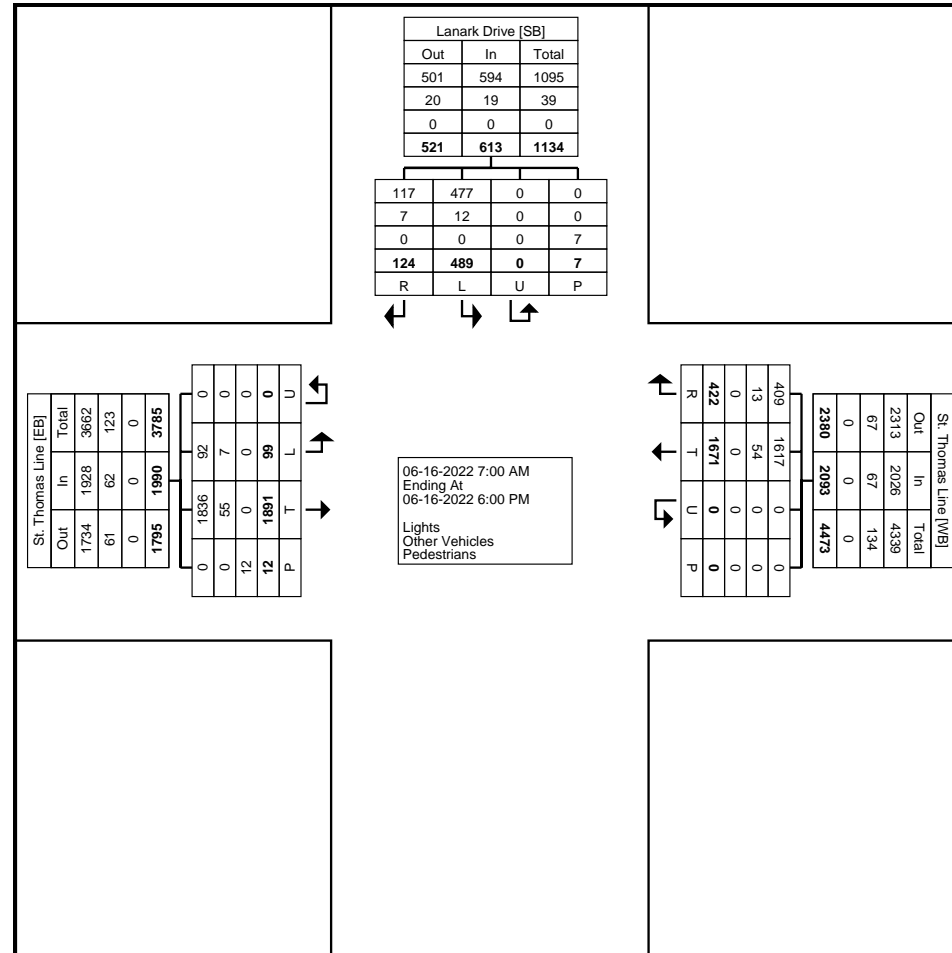 Lanark Drive [SB]
Out In Total
501 594 1095
20 19 39
0 0 0
521 613 1134
117 477 0 0
7 12 0 0
0 0 0 7
124 489 0 7
R L U P
St. Thomas Line [EB]
Total In Out
3662 1928 1734
123 62 61
0 0 0
3785 1990 1795
0 92 1836 0
0 7 55 0
0 0 0 12
0 99 1891 12
U L T P
06-16-2022 7:00 AM
Ending At
06-16-2022 6:00 PM
Lights
Other Vehicles
Pedestrians
St. Thomas Line [WB]
Out In Total
2313 2026 4339
67 67 134
0 0 0
2380 2093 4473
409 1617 0 0
13 54 0 0
0 0 0 0
422 1671 0 0
R T U P